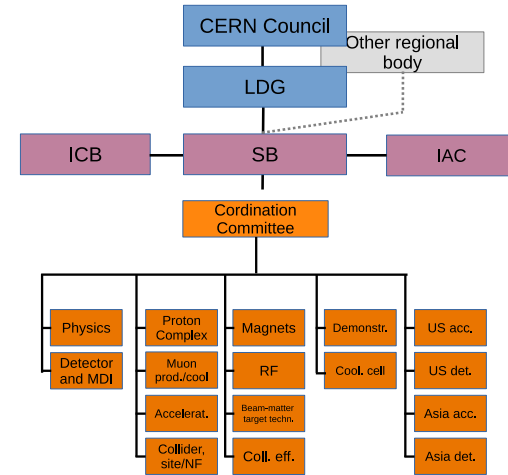 CERN Council
Other regional
body
LDG
ICB
SB
IAC
Cordination
Committee
Physics
Detector
and MDI
Proton
Complex
Muon
prod./cool
Accelerat.
Collider,
site/NF
Magnets
RF
Beam-matter
target techn.
Coll. eff.
Demonstr.
Cool. cell
US acc.
US det.
Asia acc.
Asia det.